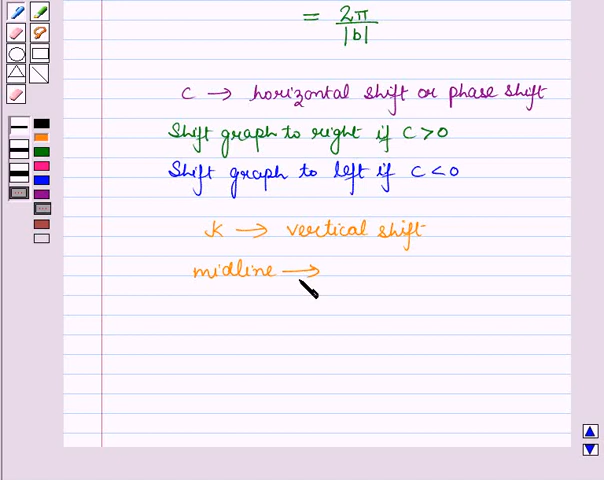 = 2π/|b|
c → horizontal shift or phase shift
Shift graph to right if c>0
Shift graph to left if c<0
k → vertical shift
midline →